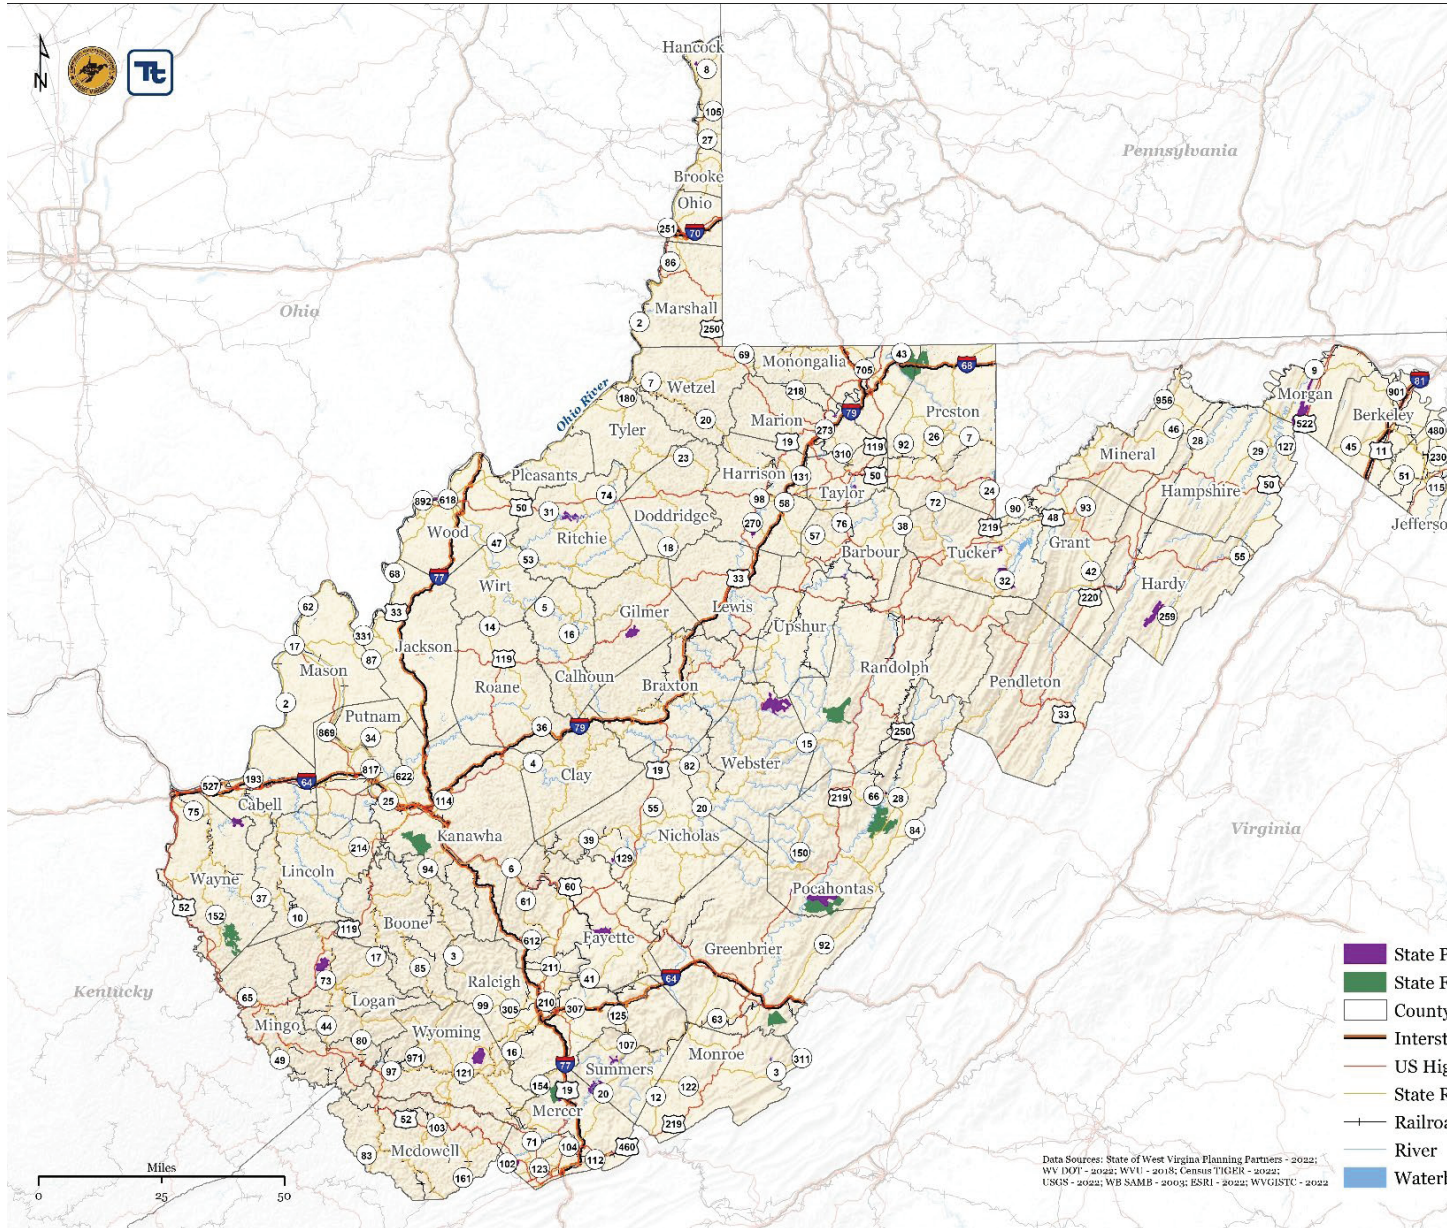 N
Hancock
8
105
27
Pennsylvania
Brooke
Ohio
251
70
86
Ohio
Marshall
2
250
69
Monongalia
43
705
68
9
81
Ohio River
7
Wetzel
218
Morgan
901
180
79
956
Berkeley
20
Marion
Preston
522
Tyler
273
46
480
19
119
92
26
7
28
45
11
310
127
230
23
Mineral
29
Pleasants
Harrison
131
50
51
74
Taylor
24
Hampshire
50
115
892
618
98
58
72
90
93
50
31
Doddridge
270
76
38
219
48
Jefferso
Wood
Ritchie
57
47
18
Barbour
Tucker
Grant
53
55
68
77
33
32
42
Wirt
Hardy
62
5
Lewis
220
33
Gilmer
259
14
16
Upshur
331
17
Jackson
119
87
Randolph
Mason
Calhoun
Pendleton
Roane
Braxton
2
33
Putnam
36
79
869
34
250
15
4
817
622
Clay
19
82
Webster
527
193
64
219
66
28
75
Cabell
25
114
55
20
Virginia
84
Kanawha
Nicholas
39
214
129
150
94
6
Wayne
Lincoln
60
Pocahontas
37
61
52
152
10
119
Boone
Fayette
92
612
Greenbrier
17
3
85
211
41
64
73
Raleigh
Kentucky
65
Logan
99
305
210
307
Mingo
125
63
44
Wyoming
80
107
16
Monroe
49
971
77
311
97
121
Summers
3
154
19
20
122
12
Mercer
52
219
103
71
104
460
83
Mcdowell
102
123
112
161
Miles
0
25
50
State P
State F
County
Interst
US Hig
State R
Railroa
River
Waterb
Data Sources: State of West Virgina Planning Partners - 2022;
WV DOT - 2022; WVU - 2018; Census TIGER - 2022;
USGS - 2022; WB SAMB - 2003; ESRI - 2022; WVGISTC - 2022